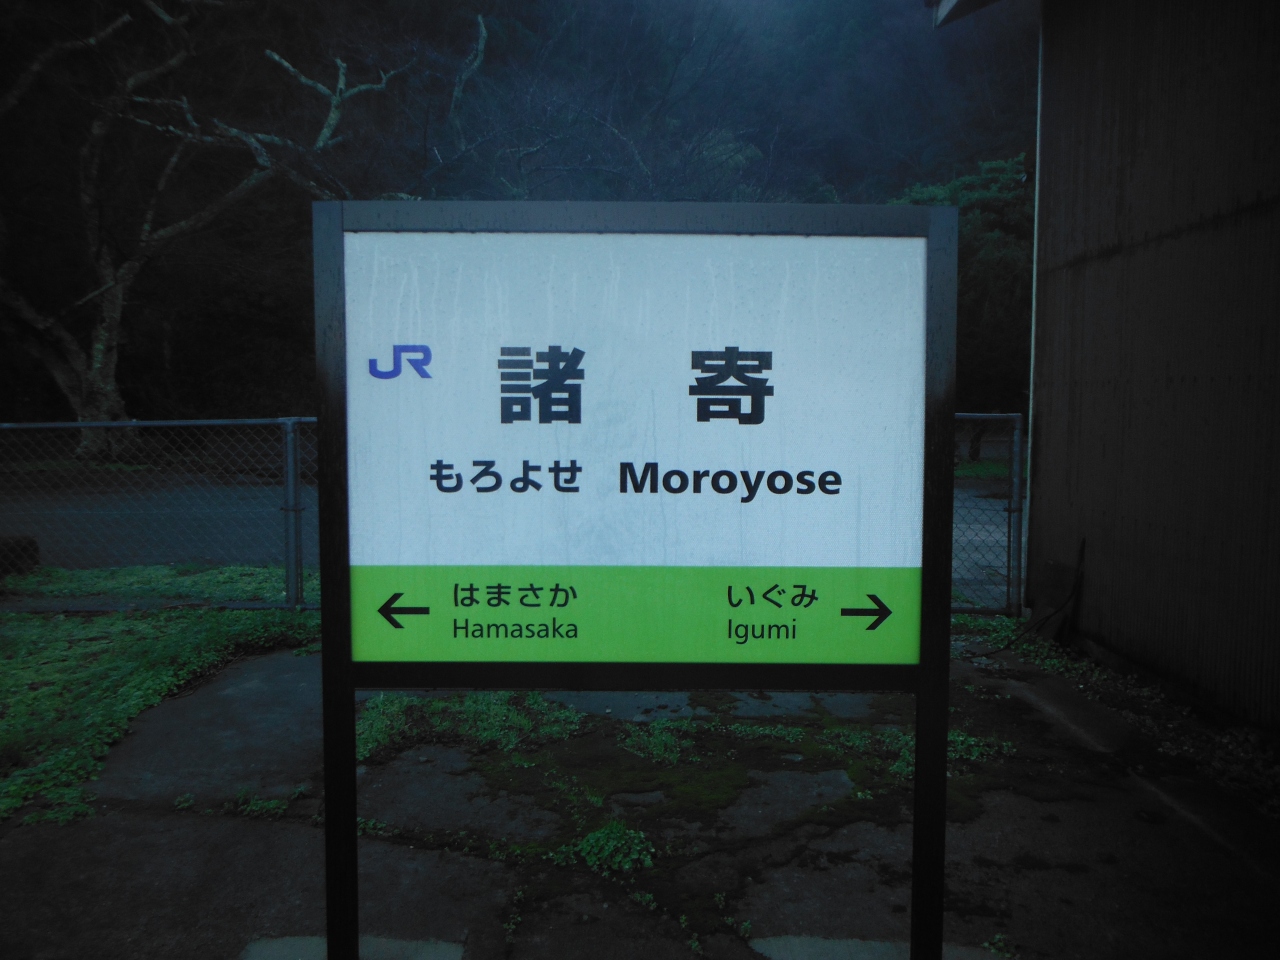 JR 諸寄
もろよせ Moroyose
← はまさか いぐみ →
Hamasaka Igumi